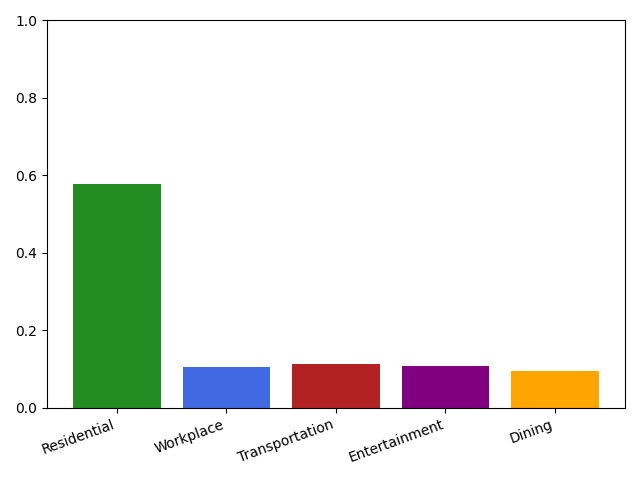 1.0
0.8
0.6
0.4
0.2
0.0
Residential
Workplace
Transportation
Entertainment
Dining